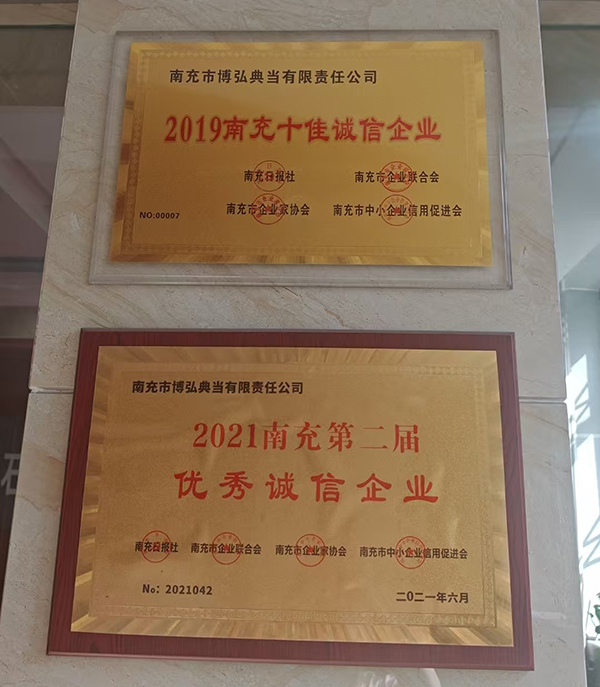 南充市博弘典当有限责任公司
2019南充十佳诚信企业
南充日报社 南充市企业联合会
南充市企业家协会 南充市中小企业信用促进会
NO:00007
南充市博弘典当有限责任公司
2021南充第二届
优秀诚信企业
南充日报社 南充市企业联合会 南充市企业家协会 南充市中小企业信用促进会
No：2021042 二〇二一年六月